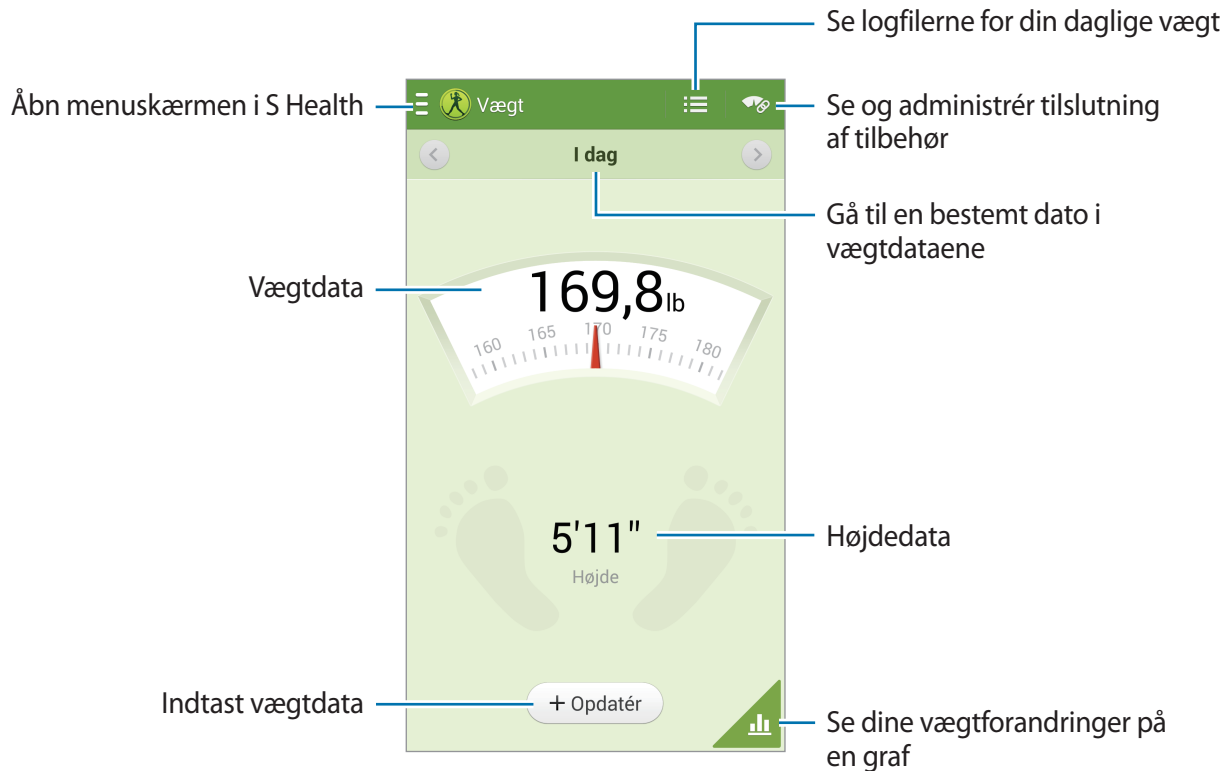 Se logfilerne for din daglige vægt
Åbn menuskærmen i S Health
Vægt
Se og administrér tilslutning
af tilbehør
I dag
Gå til en bestemt dato i
vægtdataene
Vægtdata
169,8lb
160 165 170 175 180
5'11"
Højde
Højdedata
Indtast vægtdata
+ Opdatér
Se dine vægtforandringer på
en graf